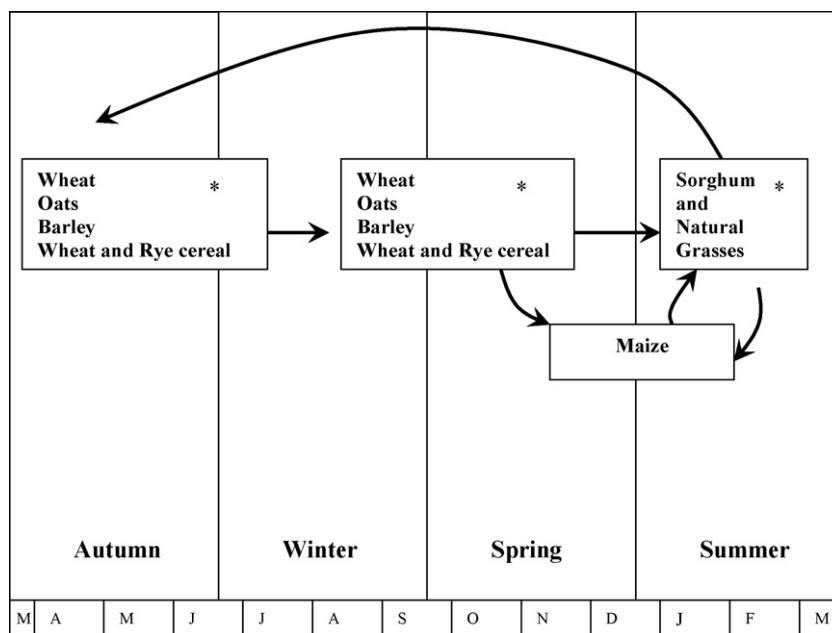 Wheat *
Oats
Barley
Wheat and Rye cereal
Wheat *
Oats
Barley
Wheat and Rye cereal
Sorghum *
and
Natural
Grasses
Maize
Autumn Winter Spring Summer
M A M J J A S O N D J F M